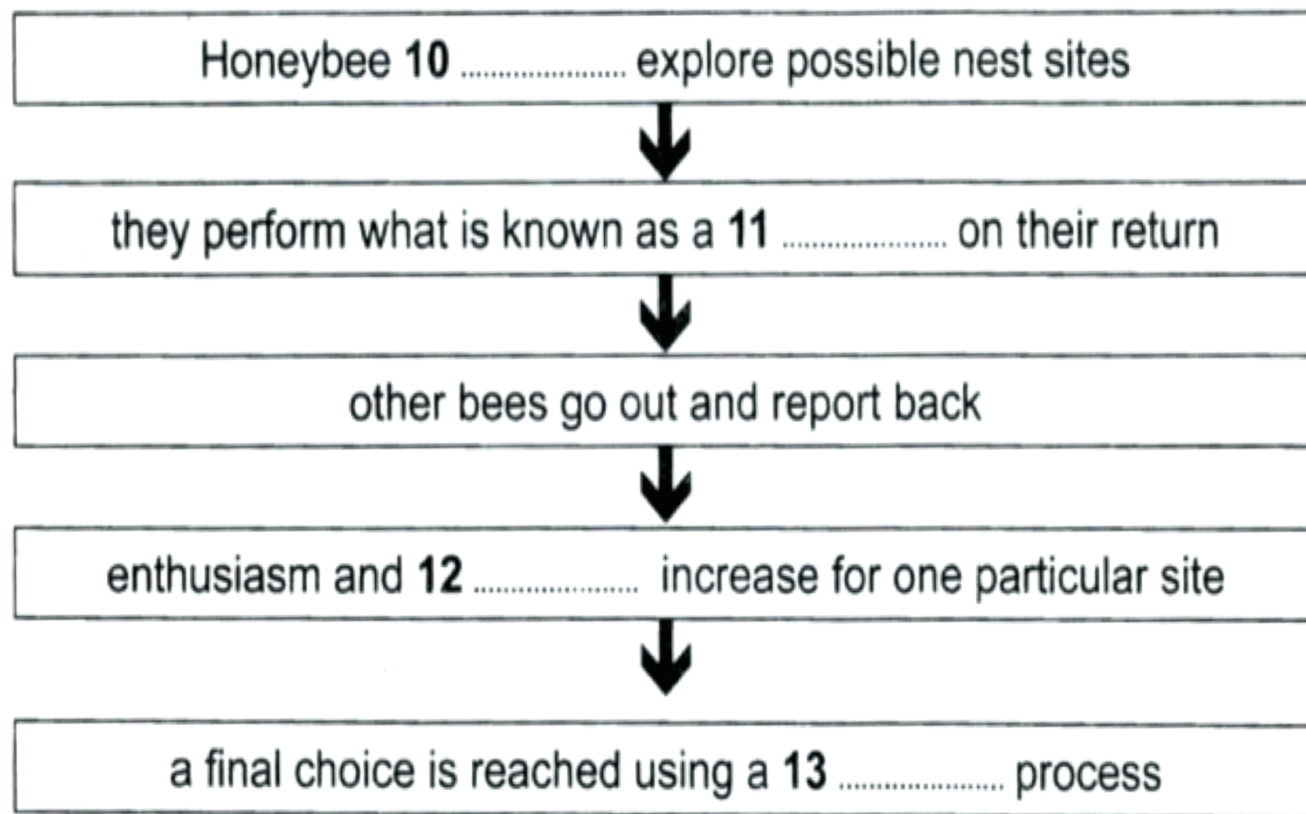 Honeybee 10 .................... explore possible nest sites
they perform what is known as a 11 .................... on their return
other bees go out and report back
enthusiasm and 12 .................... increase for one particular site
a final choice is reached using a 13 .................... process